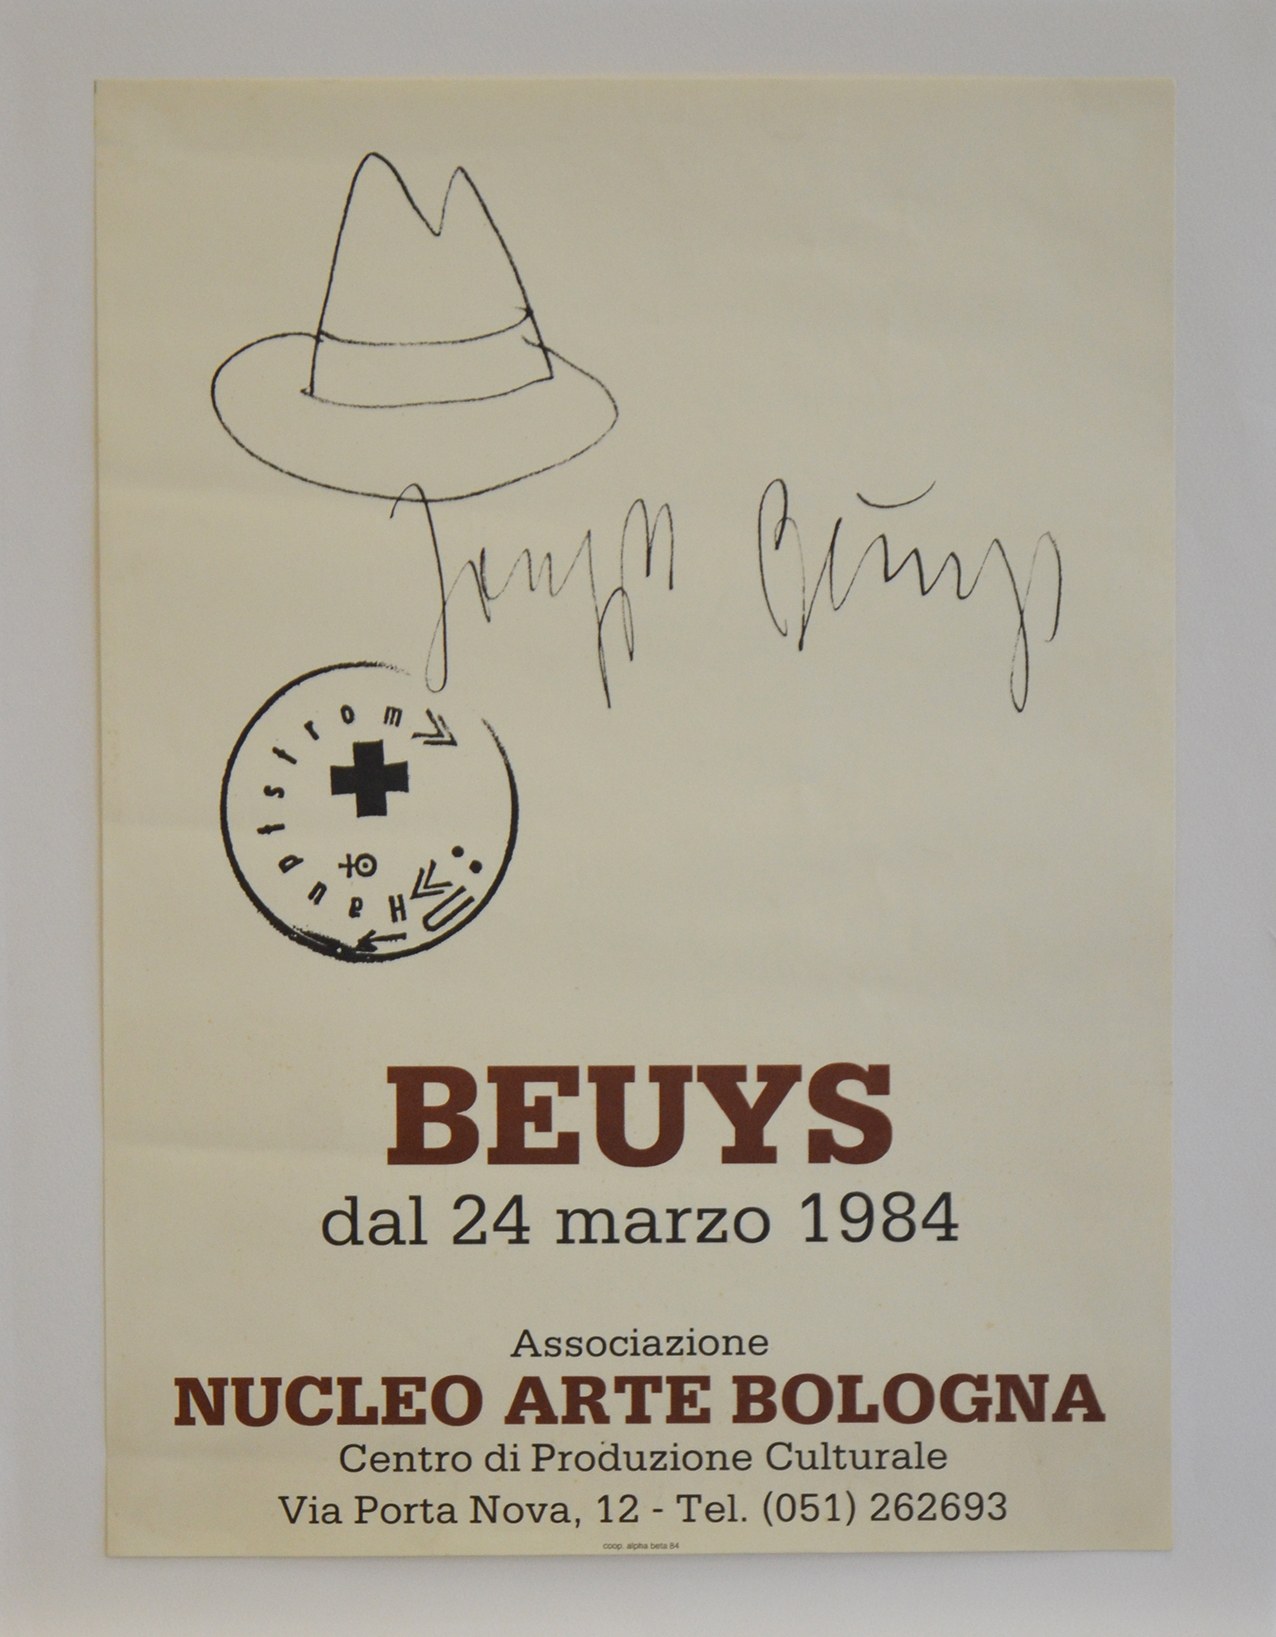 Joseph Beuys
Hauptstrom
BEUYS
dal 24 marzo 1984
Associazione
NUCLEO ARTE BOLOGNA
Centro di Produzione Culturale
Via Porta Nova, 12 - Tel. (051) 262693
coop. alpha beta 84